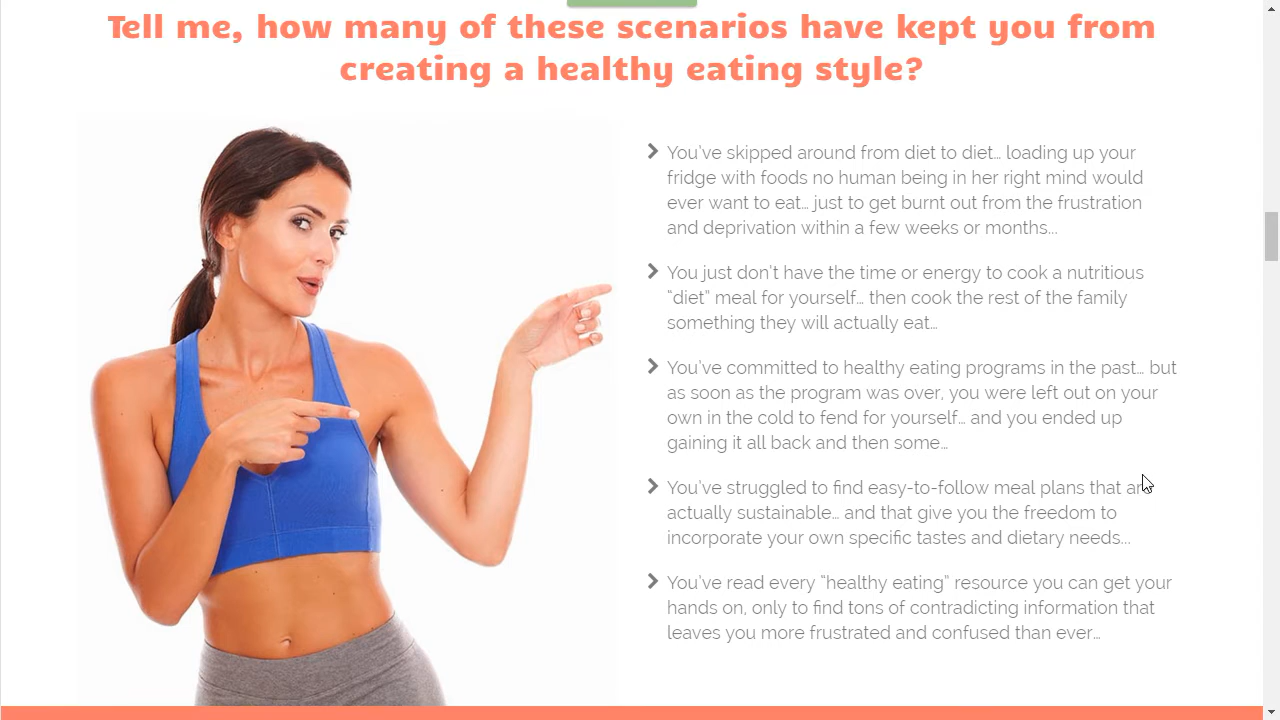 Tell me, how many of these scenarios have kept you from
creating a healthy eating style?
You've skipped around from diet to diet… loading up your
fridge with foods no human being in her right mind would
ever want to eat… just to get burnt out from the frustration
and deprivation within a few weeks or months...
You just don't have the time or energy to cook a nutritious
“diet” meal for yourself… then cook the rest of the family
something they will actually eat…
You've committed to healthy eating programs in the past… but
as soon as the program was over, you were left out on your
own in the cold to fend for yourself… and you ended up
gaining it all back and then some…
You've struggled to find easy-to-follow meal plans that are
actually sustainable… and that give you the freedom to
incorporate your own specific tastes and dietary needs...
You've read every “healthy eating” resource you can get your
hands on, only to find tons of contradicting information that
leaves you more frustrated and confused than ever…